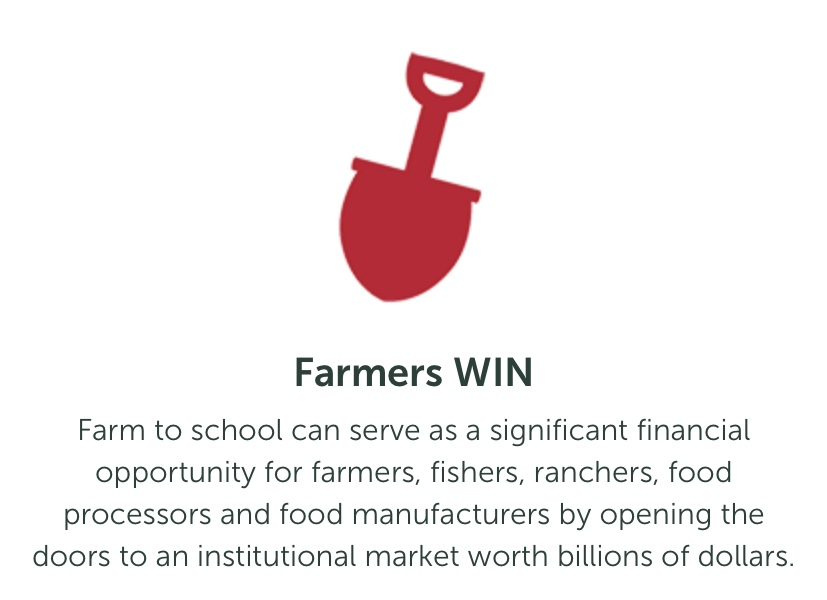 Farmers WIN
Farm to school can serve as a significant financial
opportunity for farmers, fishers, ranchers, food
processors and food manufacturers by opening the
doors to an institutional market worth billions of dollars.